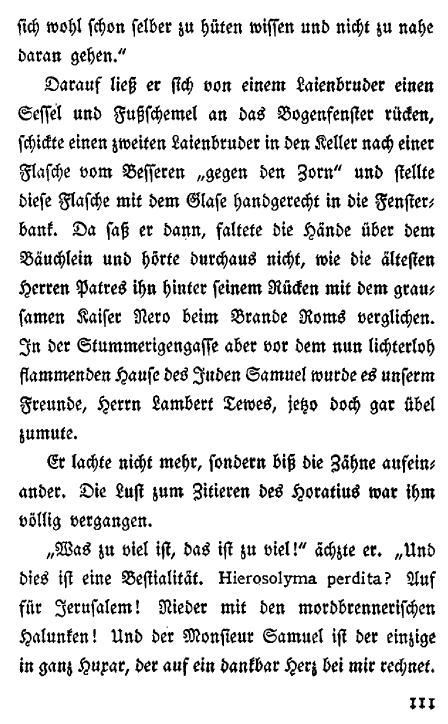 sich wohl schon selber zu hüten wissen und nicht zu nahe
daran gehen.“
Darauf ließ er sich von einem Laienbruder einen
Sessel und Fußschemel an das Bogenfenster rücken,
schickte einen zweiten Laienbruder in den Keller nach einer
Flasche vom Besseren „gegen den Zorn“ und stellte
diese Flasche mit dem Glase handgerecht in die Fenster-
bank. Da saß er dann, faltete die Hände über dem
Bäuchlein und hörte durchaus nicht, wie die ältesten
Herren Patres ihn hinter seinem Rücken mit dem grau-
samen Kaiser Nero beim Brande Roms verglichen.
In der Stummerigengasse aber vor dem nun lichterloh
flammenden Hause des Juden Samuel wurde es unserm
Freunde, Herrn Lambert Tewes, jetzo doch gar übel
zumute.
Er lachte nicht mehr, sondern biß die Zähne aufein-
ander. Die Lust zum Zitieren des Horatius war ihm
völlig vergangen.
„Was zu viel ist, das ist zu viel!“ ächzte er. „Und
dies ist eine Bestialität. Hierosolyma perdita? Auf
für Jerusalem! Nieder mit den mordbrennerischen
Halunken! Und der Monsieur Samuel ist der einzige
in ganz Huxar, der auf ein dankbar Herz bei mir rechnet.
111